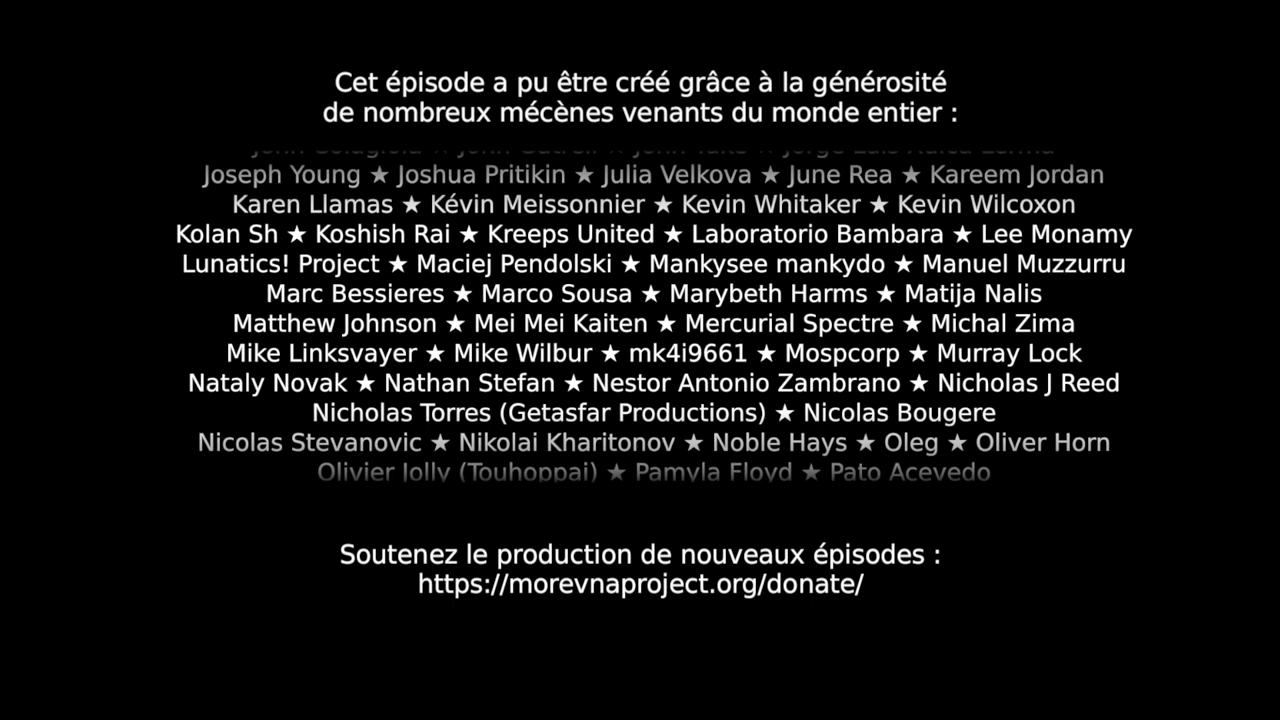 Cet épisode a pu être créé grâce à la générosité
de nombreux mécènes venants du monde entier :
Joseph Young ★ Joshua Pritikin ★ Julia Velkova ★ June Rea ★ Kareem Jordan
Karen Llamas ★ Kévin Meissonnier ★ Kevin Whitaker ★ Kevin Wilcoxon
Kolan Sh ★ Koshish Rai ★ Kreeps United ★ Laboratorio Bambara ★ Lee Monamy
Lunatics! Project ★ Maciej Pendolski ★ Mankysee mankydo ★ Manuel Muzzurru
Marc Bessieres ★ Marco Sousa ★ Marybeth Harms ★ Matija Nalis
Matthew Johnson ★ Mei Mei Kaiten ★ Mercurial Spectre ★ Michal Zima
Mike Linksvayer ★ Mike Wilbur ★ mk4i9661 ★ Mospcorp ★ Murray Lock
Nataly Novak ★ Nathan Stefan ★ Nestor Antonio Zambrano ★ Nicholas J Reed
Nicholas Torres (Getasfar Productions) ★ Nicolas Bougere
Nicolas Stevanovic ★ Nikolai Kharitonov ★ Noble Hays ★ Oleg ★ Oliver Horn
Olivier Jolly (Touhoppai) ★ Pamyla Floyd ★ Pato Acevedo
Soutenez le production de nouveaux épisodes :
https://morevnaproject.org/donate/